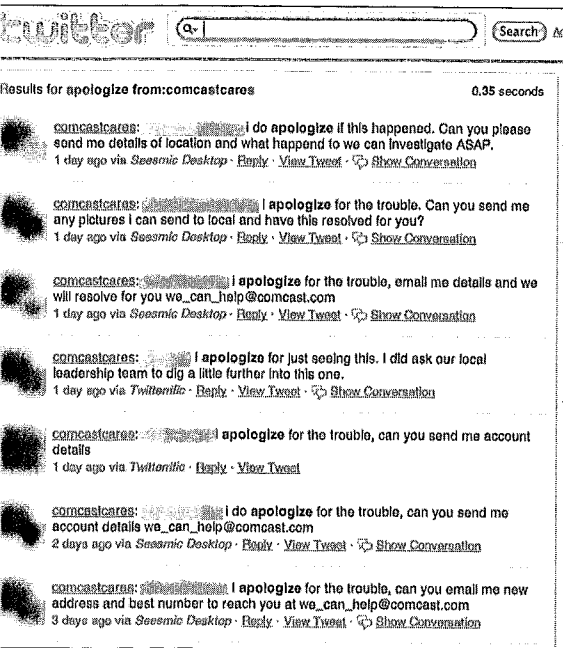 twitter
Search
Results for apologize from:comcastcares 0.35 seconds
comcastcares: i do apologize if this happened. Can you please
send me details of location and what happend to we can investigate ASAP.
1 day ago via Seesmic Desktop · Reply · View Tweet · Show Conversation
comcastcares: I apologize for the trouble. Can you send me
any pictures i can send to local and have this resolved for you?
1 day ago via Seesmic Desktop · Reply · View Tweet · Show Conversation
comcastcares: i apologize for the trouble, email me details and we
will resolve for you we_can_help@comcast.com
1 day ago via Seesmic Desktop · Reply · View Tweet · Show Conversation
comcastcares: I apologize for just seeing this. I did ask our local
leadership team to dig a little further into this one.
1 day ago via Twitterrific · Reply · View Tweet · Show Conversation
comcastcares: I apologize for the trouble, can you send me account
details
1 day ago via Twitterrific · Reply · View Tweet
comcastcares: i do apologize for the trouble, can you send me
account details we_can_help@comcast.com
2 days ago via Seesmic Desktop · Reply · View Tweet · Show Conversation
comcastcares: I apologize for the trouble, can you email me new
address and best number to reach you at we_can_help@comcast.com
3 days ago via Seesmic Desktop · Reply · View Tweet · Show Conversation